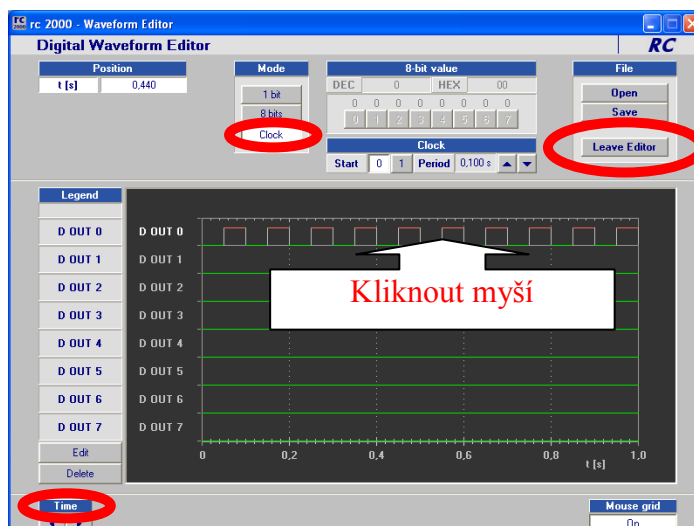 rc 2000 - Waveform Editor
Digital Waveform Editor
RC
Position
t [s] 0,440
Mode
1 bit
8 bits
Clock
8-bit value
DEC 0 HEX 00
0 0 0 0 0 0 0 0
0 1 2 3 4 5 6 7
Clock
Start 0 1 Period 0,100 s
File
Open
Save
Leave Editor
Legend
D OUT 0
D OUT 1
D OUT 2
D OUT 3
D OUT 4
D OUT 5
D OUT 6
D OUT 7
Edit
Delete
D OUT 0
D OUT 1
D OUT 2
D OUT 3
D OUT 4
D OUT 5
D OUT 6
D OUT 7
Kliknout myší
0 0,2 0,4 0,6 0,8 1,0
t [s]
Time
Mouse grid
On